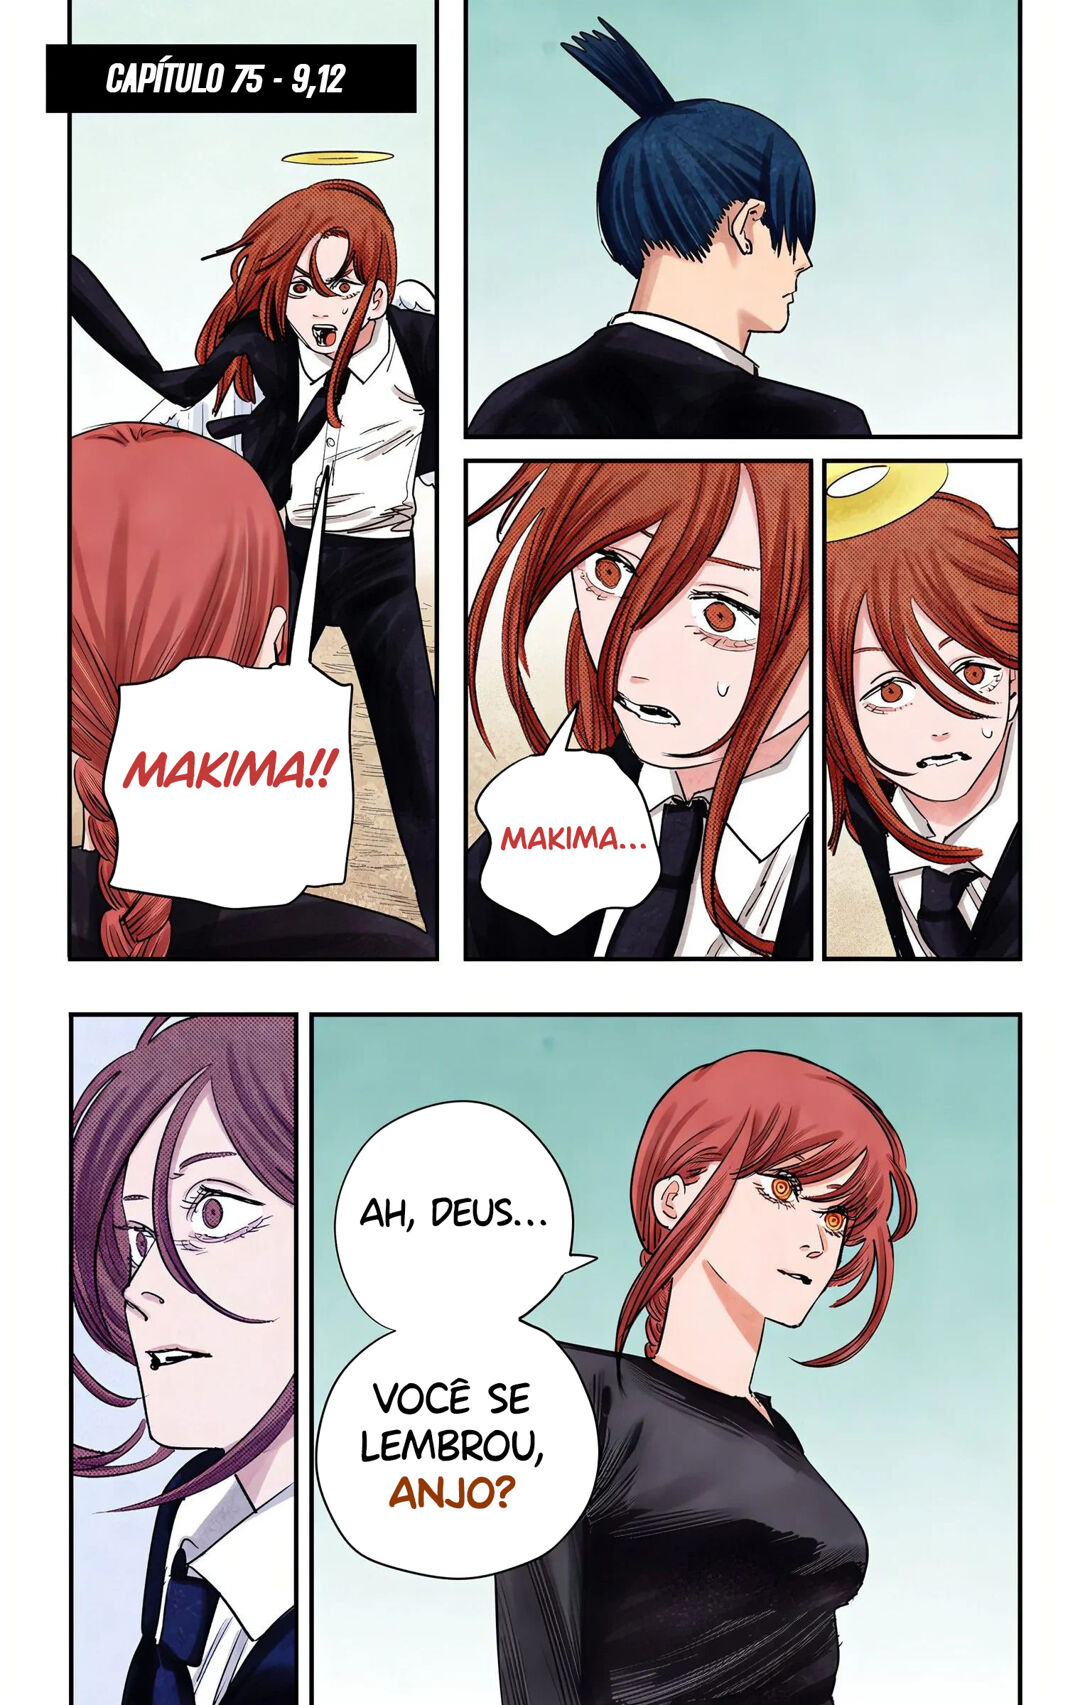 CAPÍTULO 75 - 9,12
MAKIMA!!
MAKIMA...
AH, DEUS...
VOCÊ SE
LEMBROU,
ANJO?